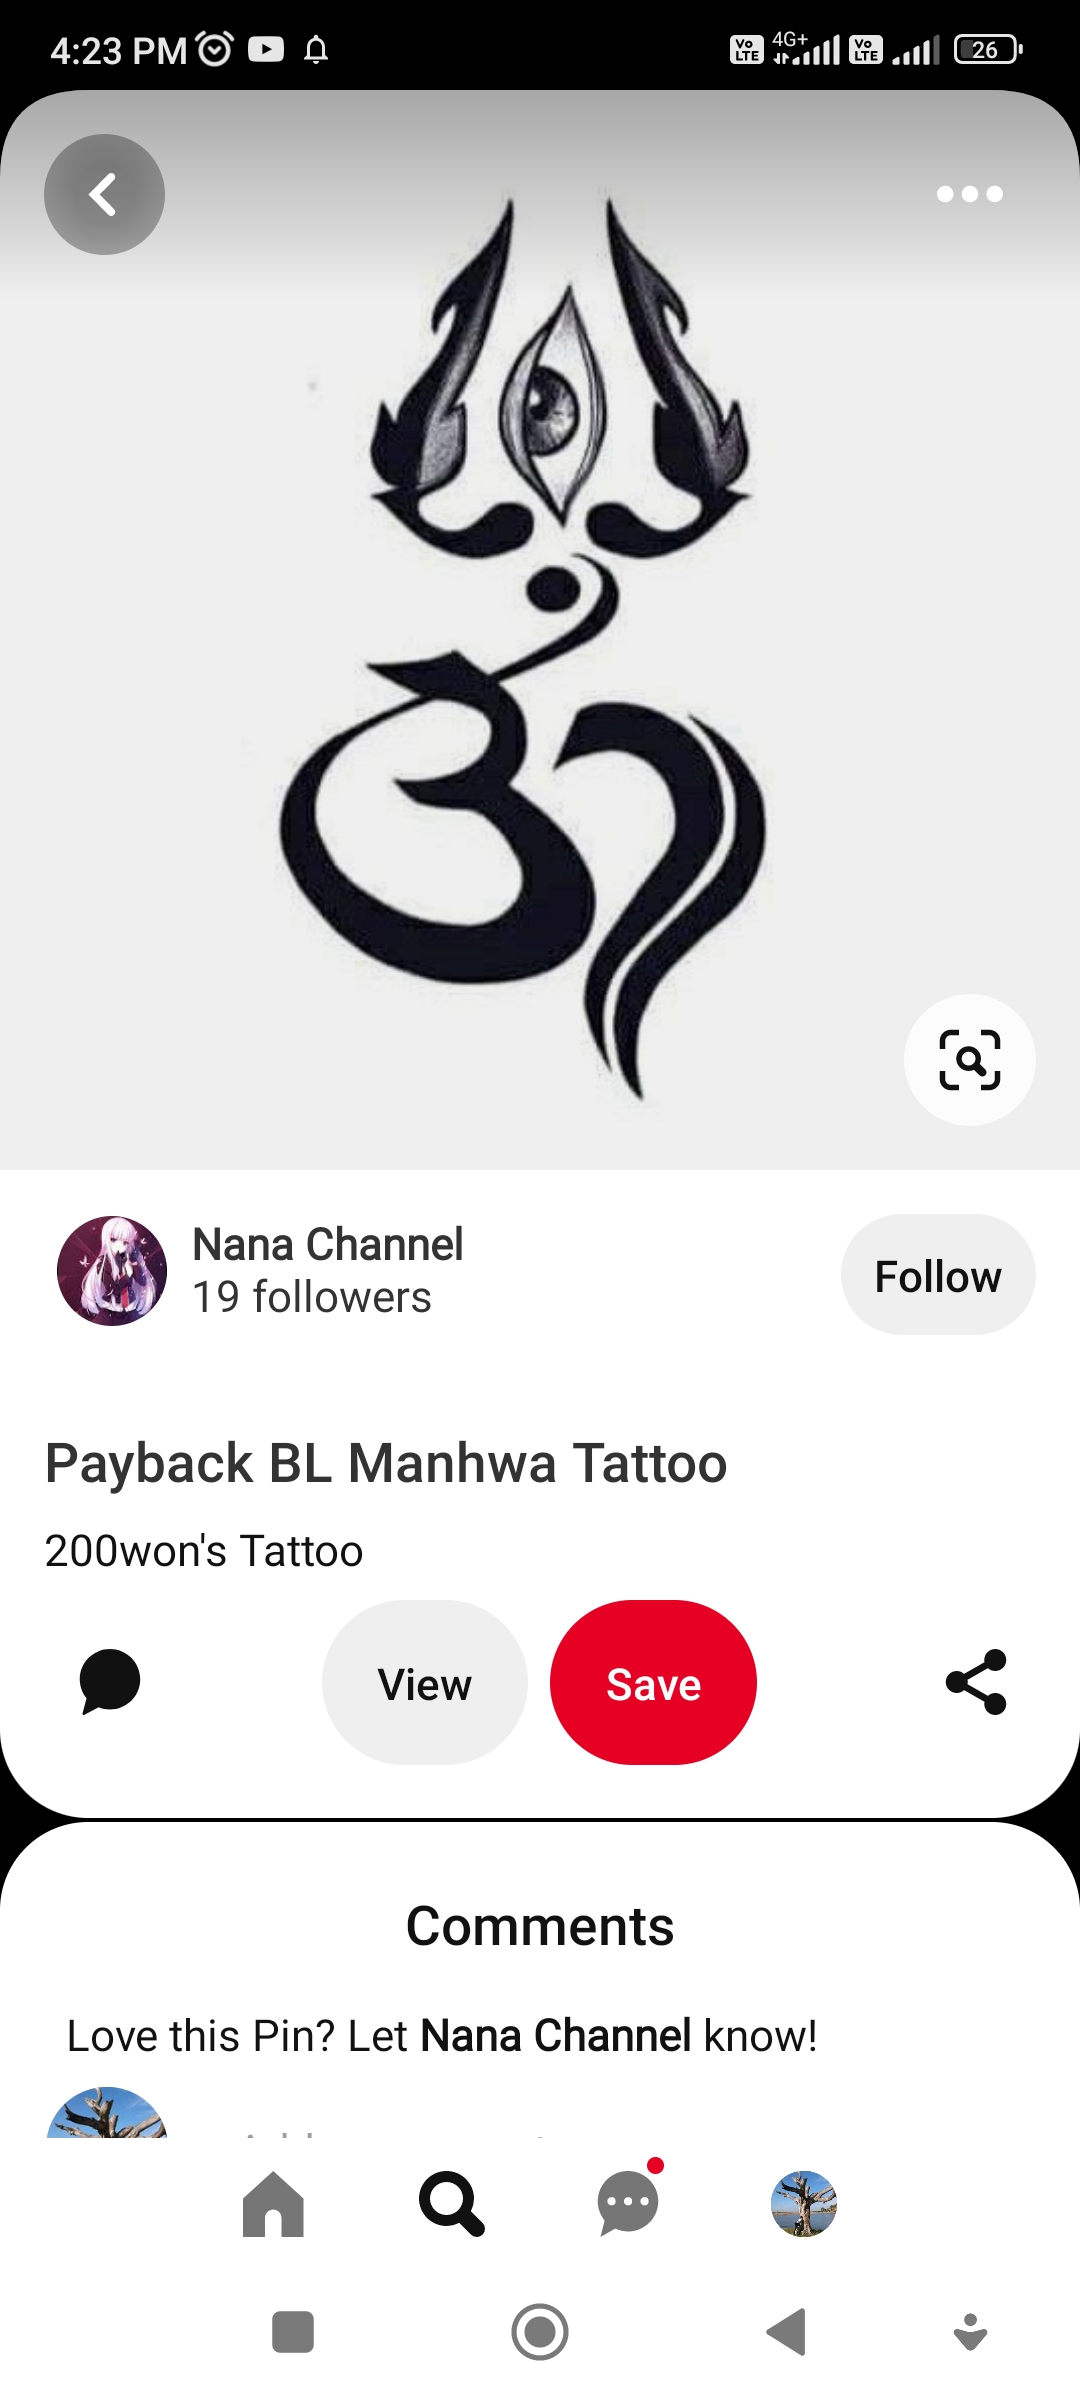 4:23 PM
Vo LTE 4G+ Vo LTE 26
ॐ
Nana Channel
19 followers
Follow
Payback BL Manhwa Tattoo
200won's Tattoo
View
Save
Comments
Love this Pin? Let Nana Channel know!